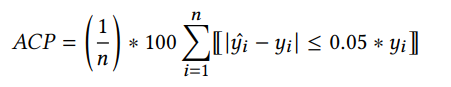 ACP = (1/n) * 100 ∑_{i=1}^{n} ⟦|ŷ_i − y_i| ≤ 0.05 * y_i⟧